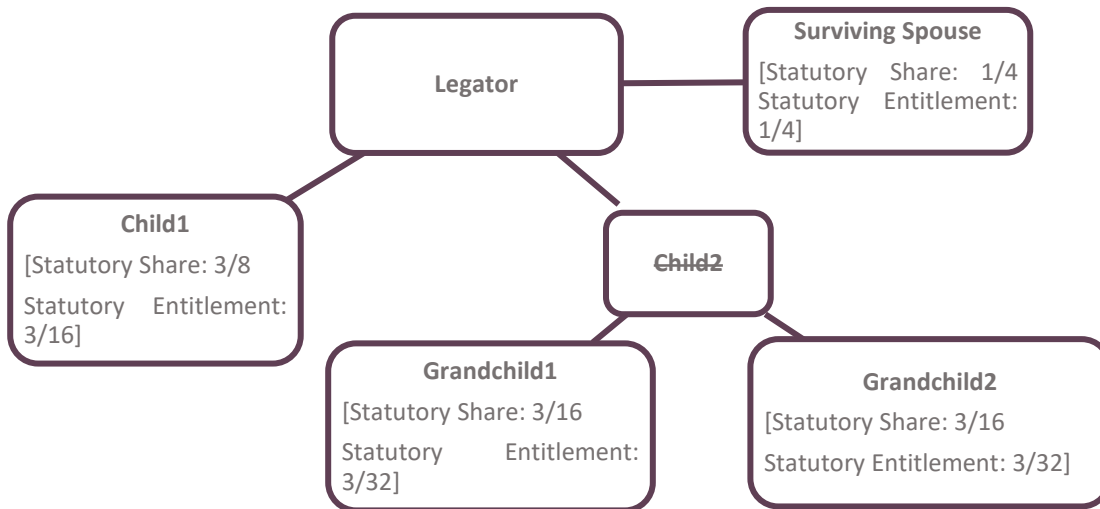 Surviving Spouse
[Statutory Share: 1/4
Statutory Entitlement:
1/4]
Legator
Child1
[Statutory Share: 3/8
Statutory Entitlement:
3/16]
Child2
Grandchild1
[Statutory Share: 3/16
Statutory Entitlement:
3/32]
Grandchild2
[Statutory Share: 3/16
Statutory Entitlement: 3/32]